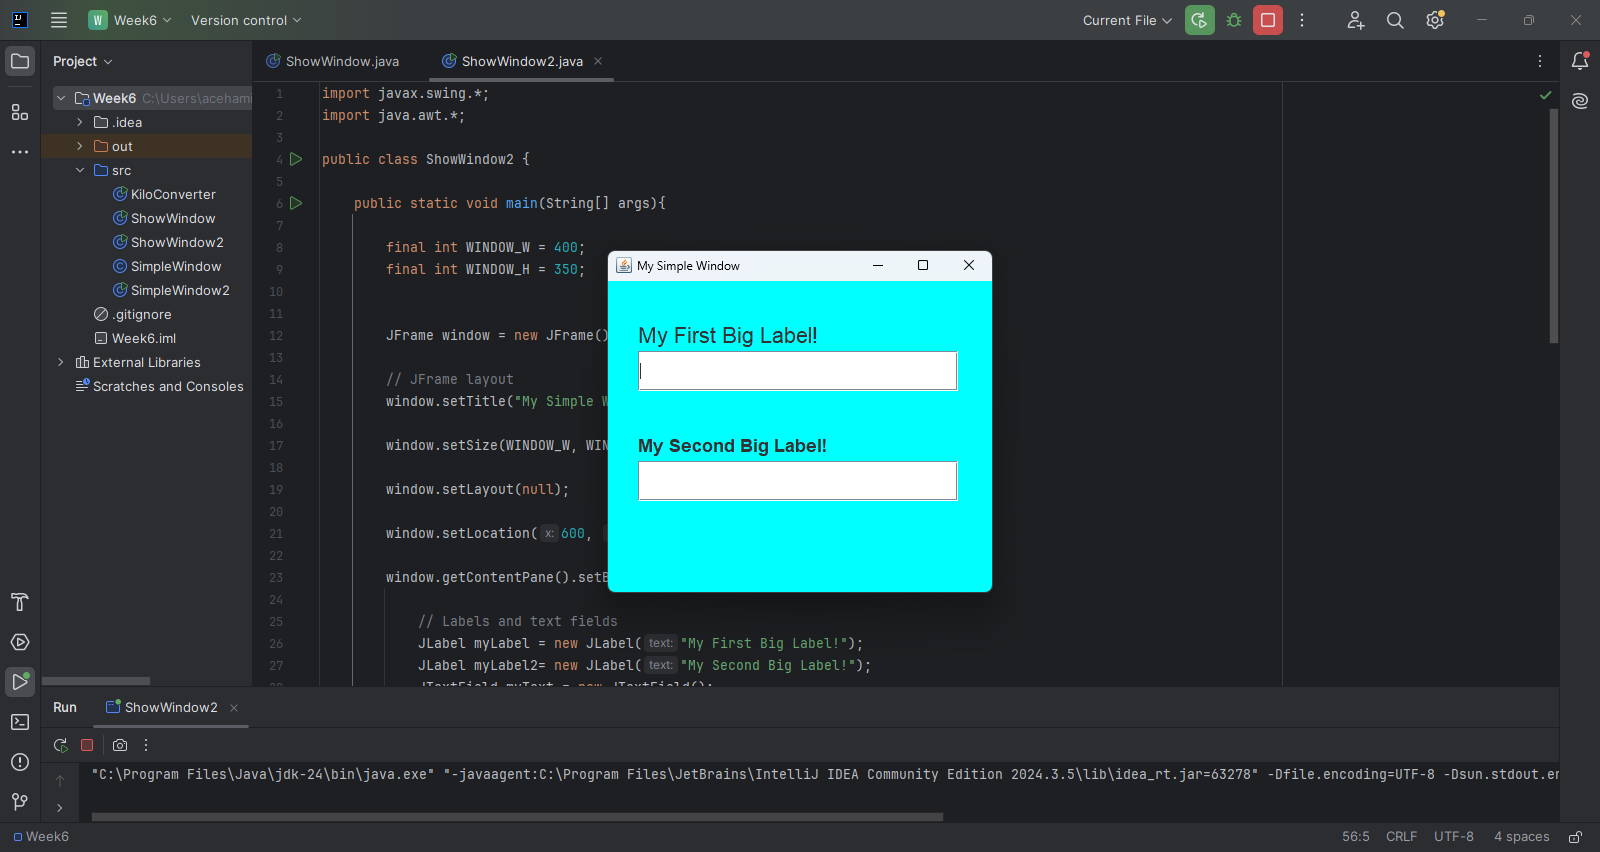 W Week6 Version control Current File
Project
ShowWindow.java ShowWindow2.java
Week6 C:\Users\aceham
.idea
out
src
KiloConverter
ShowWindow
ShowWindow2
SimpleWindow
SimpleWindow2
.gitignore
Week6.iml
External Libraries
Scratches and Consoles
1 import javax.swing.*;
2 import java.awt.*;
3
4 public class ShowWindow2 {
5
6 public static void main(String[] args){
7
8 final int WINDOW_W = 400;
9 final int WINDOW_H = 350;
10
11
12 JFrame window = new JFrame()
13
14 // JFrame layout
15 window.setTitle("My Simple W
16
17 window.setSize(WINDOW_W, WIN
18
19 window.setLayout(null);
20
21 window.setLocation( x: 600,
22
23 window.getContentPane().setB
24
25 // Labels and text fields
26 JLabel myLabel = new JLabel( text: "My First Big Label!");
27 JLabel myLabel2= new JLabel( text: "My Second Big Label!");
28 JTextField myText = new JTextField();
My Simple Window
My First Big Label!
My Second Big Label!
Run ShowWindow2
"C:\Program Files\Java\jdk-24\bin\java.exe" "-javaagent:C:\Program Files\JetBrains\IntelliJ IDEA Community Edition 2024.3.5\lib\idea_rt.jar=63278" -Dfile.encoding=UTF-8 -Dsun.stdout.en
Week6 56:5 CRLF UTF-8 4 spaces